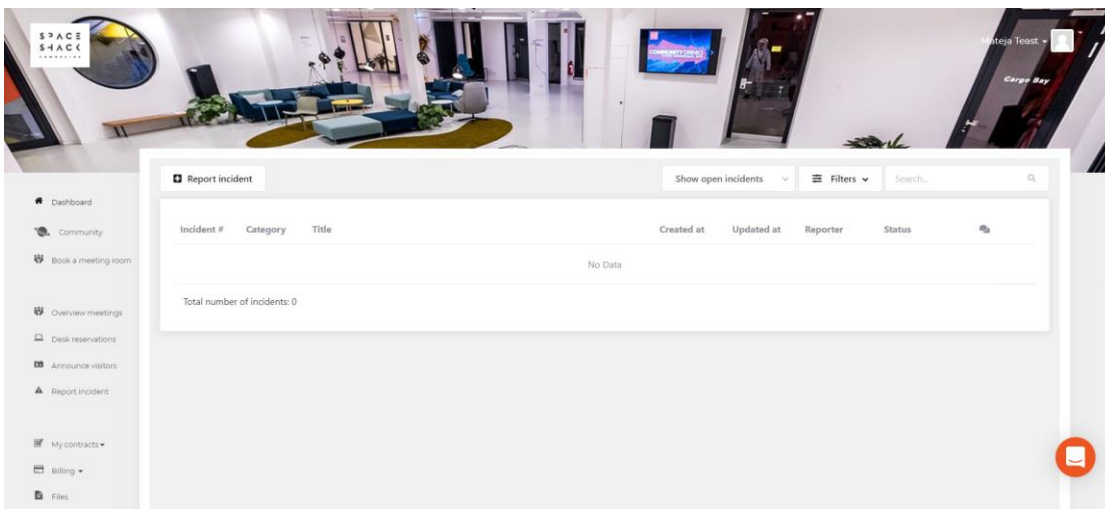 SPACE
SHACK
Mateja Teast
COMMUNITY DRINKS
Cargo Bay
Report incident
Show open incidents
Filters
Search...
Dashboard
Community
Book a meeting room
Overview meetings
Desk reservations
Announce visitors
Report incident
My contracts
Billing
Files
Incident # Category Title Created at Updated at Reporter Status
No Data
Total number of incidents: 0